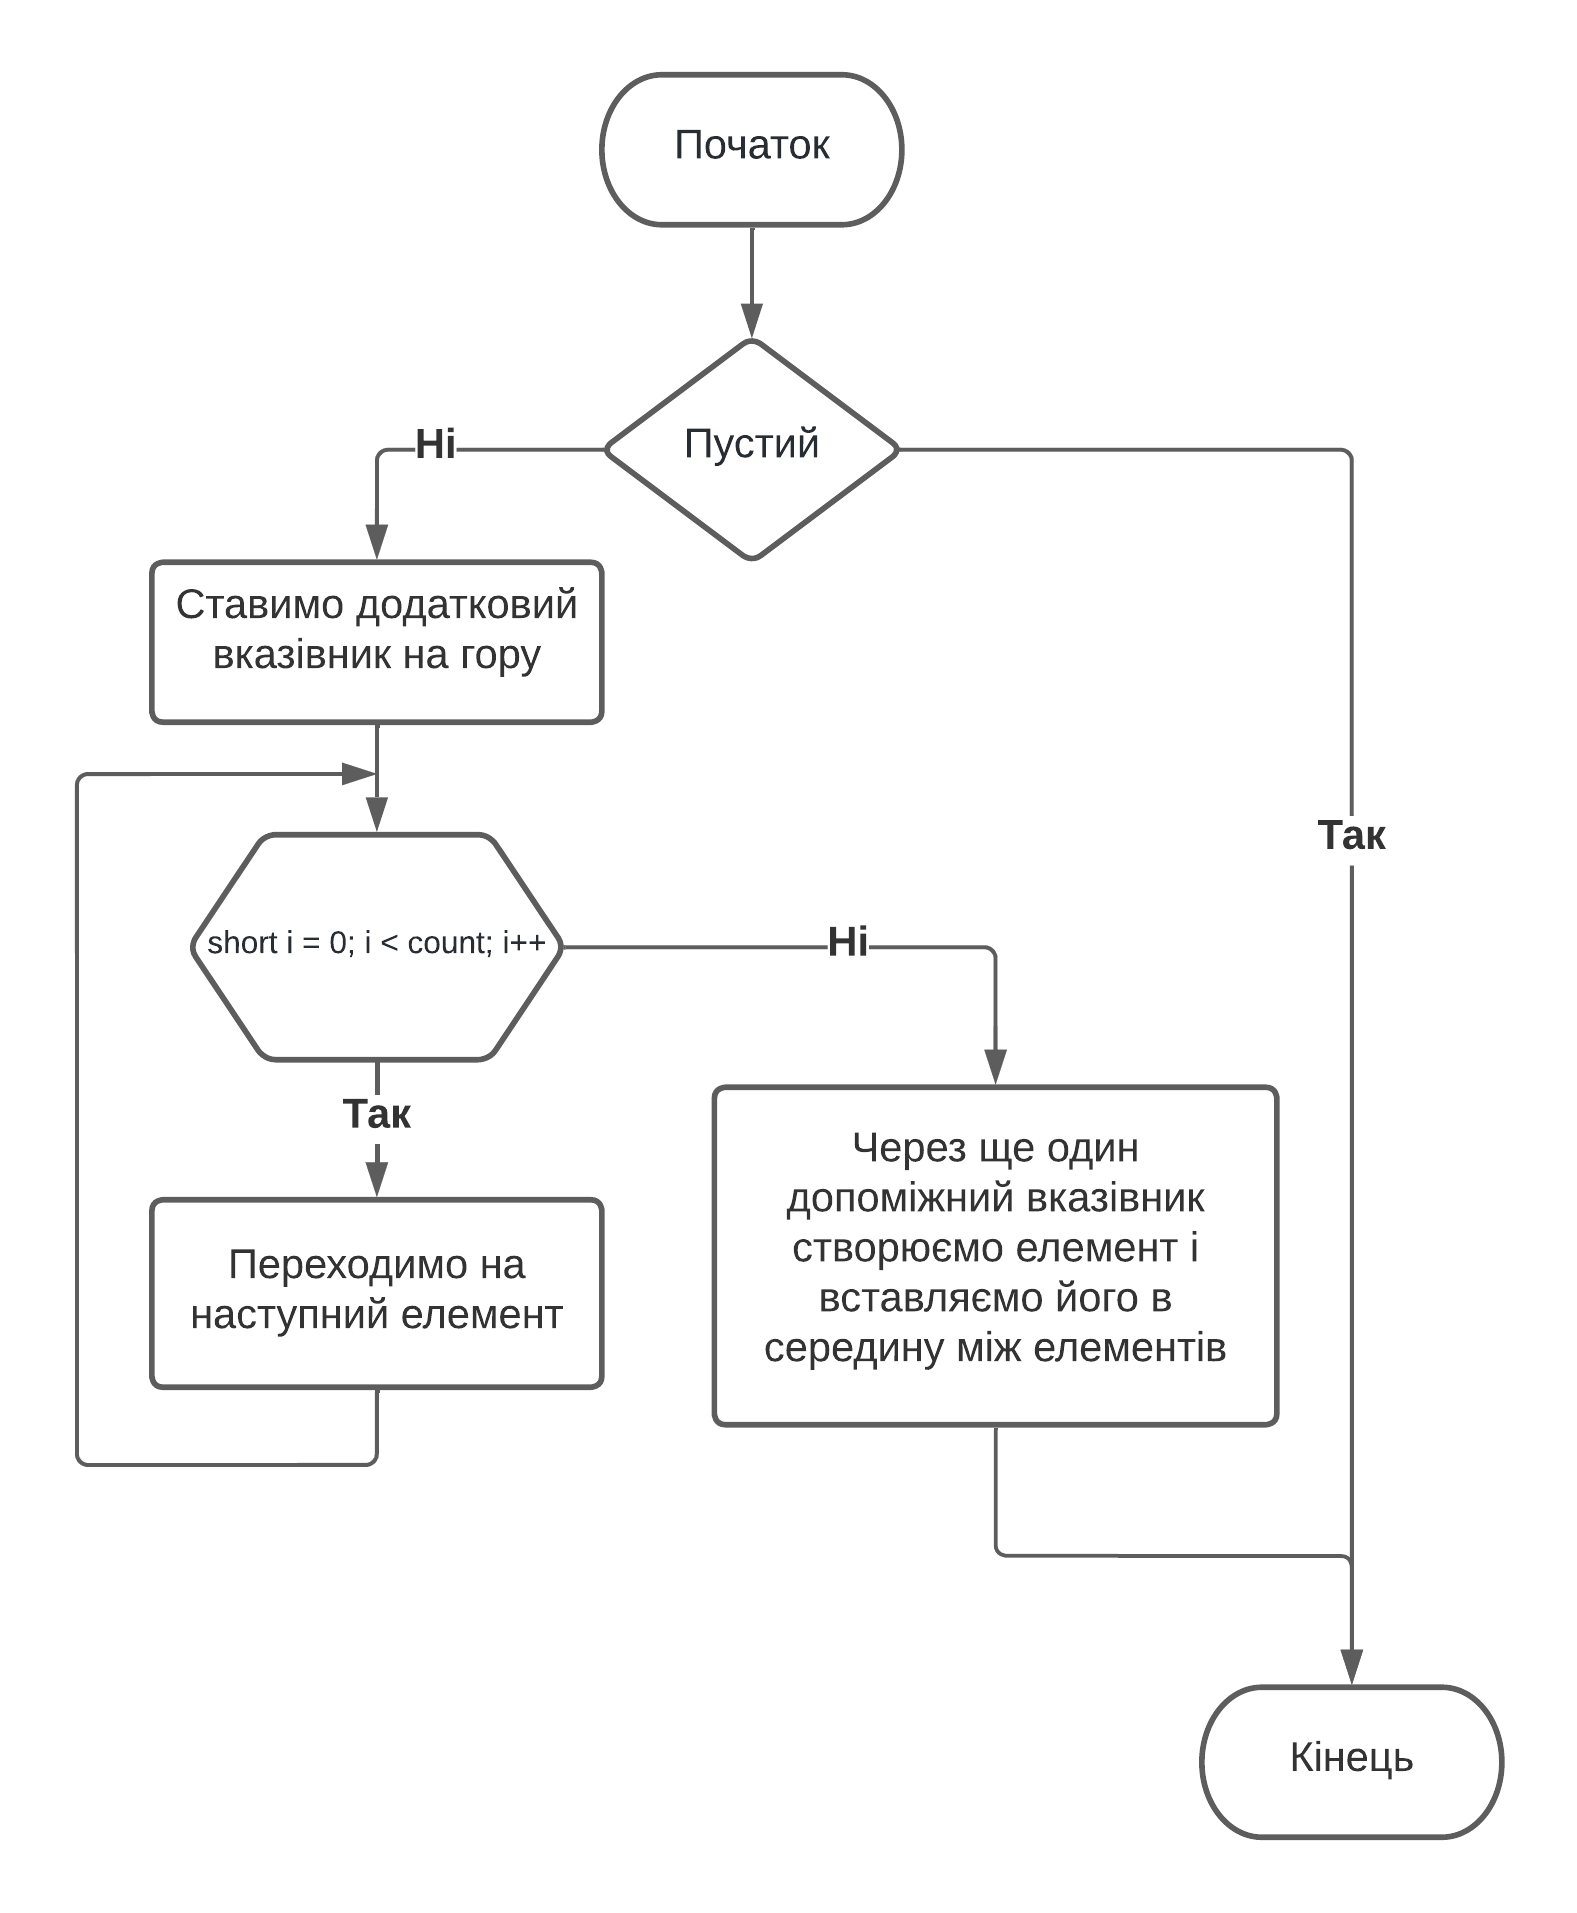 Початок
Пустий
Ні
Ставимо додатковий
вказівник на гору
Так
short i = 0; i < count; i++
Ні
Так
Через ще один
допоміжний вказівник
створюємо елемент і
вставляємо його в
середину між елементів
Переходимо на
наступний елемент
Кінець